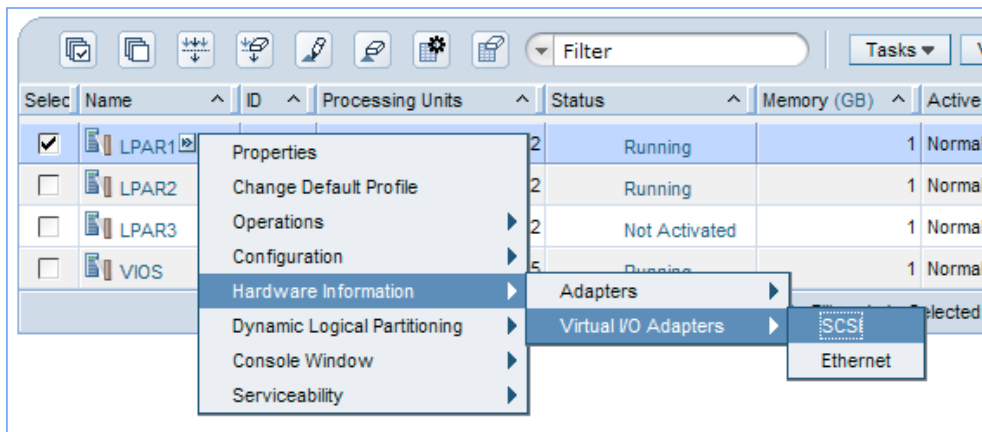 Filter Tasks V
Selec Name ID Processing Units Status Memory (GB) Active
LPAR1 2 Running 1 Normal
LPAR2 2 Running 1 Normal
LPAR3 2 Not Activated 1 Normal
VIOS 5 Running 1 Normal
Properties
Change Default Profile
Operations
Configuration
Hardware Information
Dynamic Logical Partitioning
Console Window
Serviceability
Adapters
Virtual I/O Adapters
SCSI
Ethernet
elected